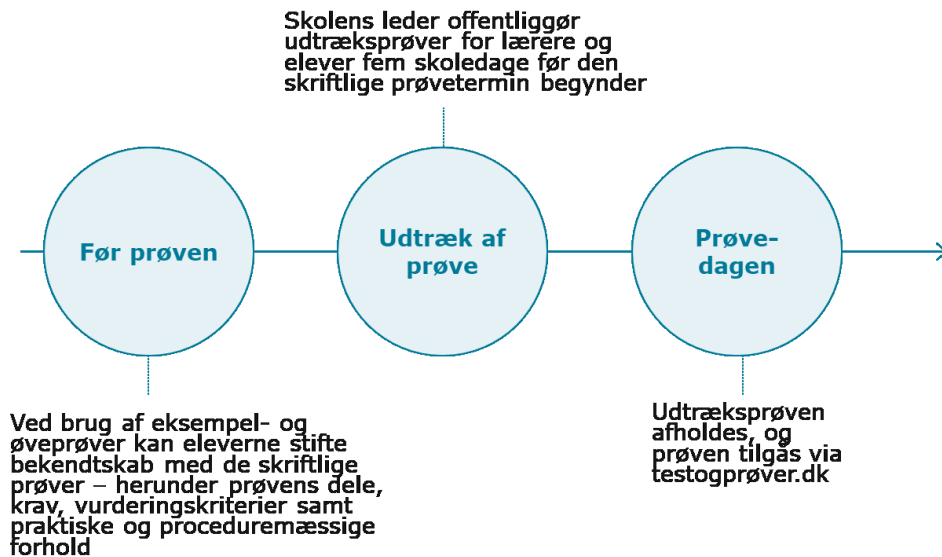 Skolens leder offentliggør
udtræksprøver for lærere og
elever fem skoledage før den
skriftlige prøvetermin begynder
Før prøven
Udtræk af
prøve
Prøve-
dagen
Ved brug af eksempel- og
øveprøver kan eleverne stifte
bekendtskab med de skriftlige
prøver – herunder prøvens dele,
krav, vurderingskriterier samt
praktiske og proceduremæssige
forhold
Udtræksprøven
afholdes, og
prøven tilgås via
testogprøver.dk